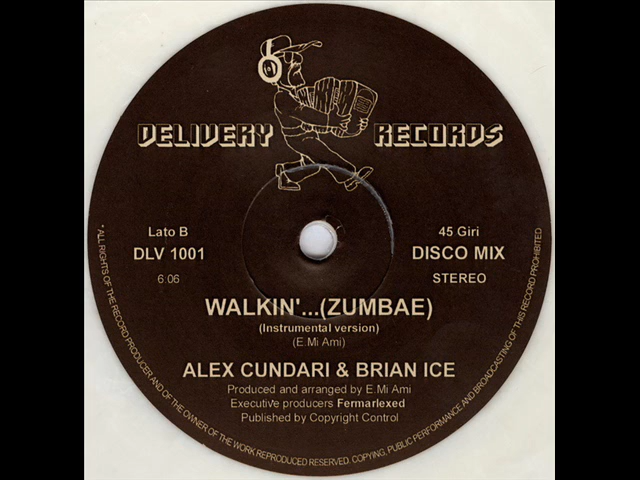 DELIVERY RECORDS
Lato B
DLV 1001
6:06
45 Giri
DISCO MIX
STEREO
WALKIN'...(ZUMBAE)
(Instrumental version)
(E.Mi Ami)
ALEX CUNDARI & BRIAN ICE
Produced and arranged by E.Mi Ami
Executive producers Fermarlexed
Published by Copyright Control
*ALL RIGHTS OF THE RECORD PRODUCER AND OF THE OWNER OF THE WORK REPRODUCED RESERVED. COPYING, PUBLIC PERFORMANCE AND BROADCASTING OF THIS RECORD PROHIBITED